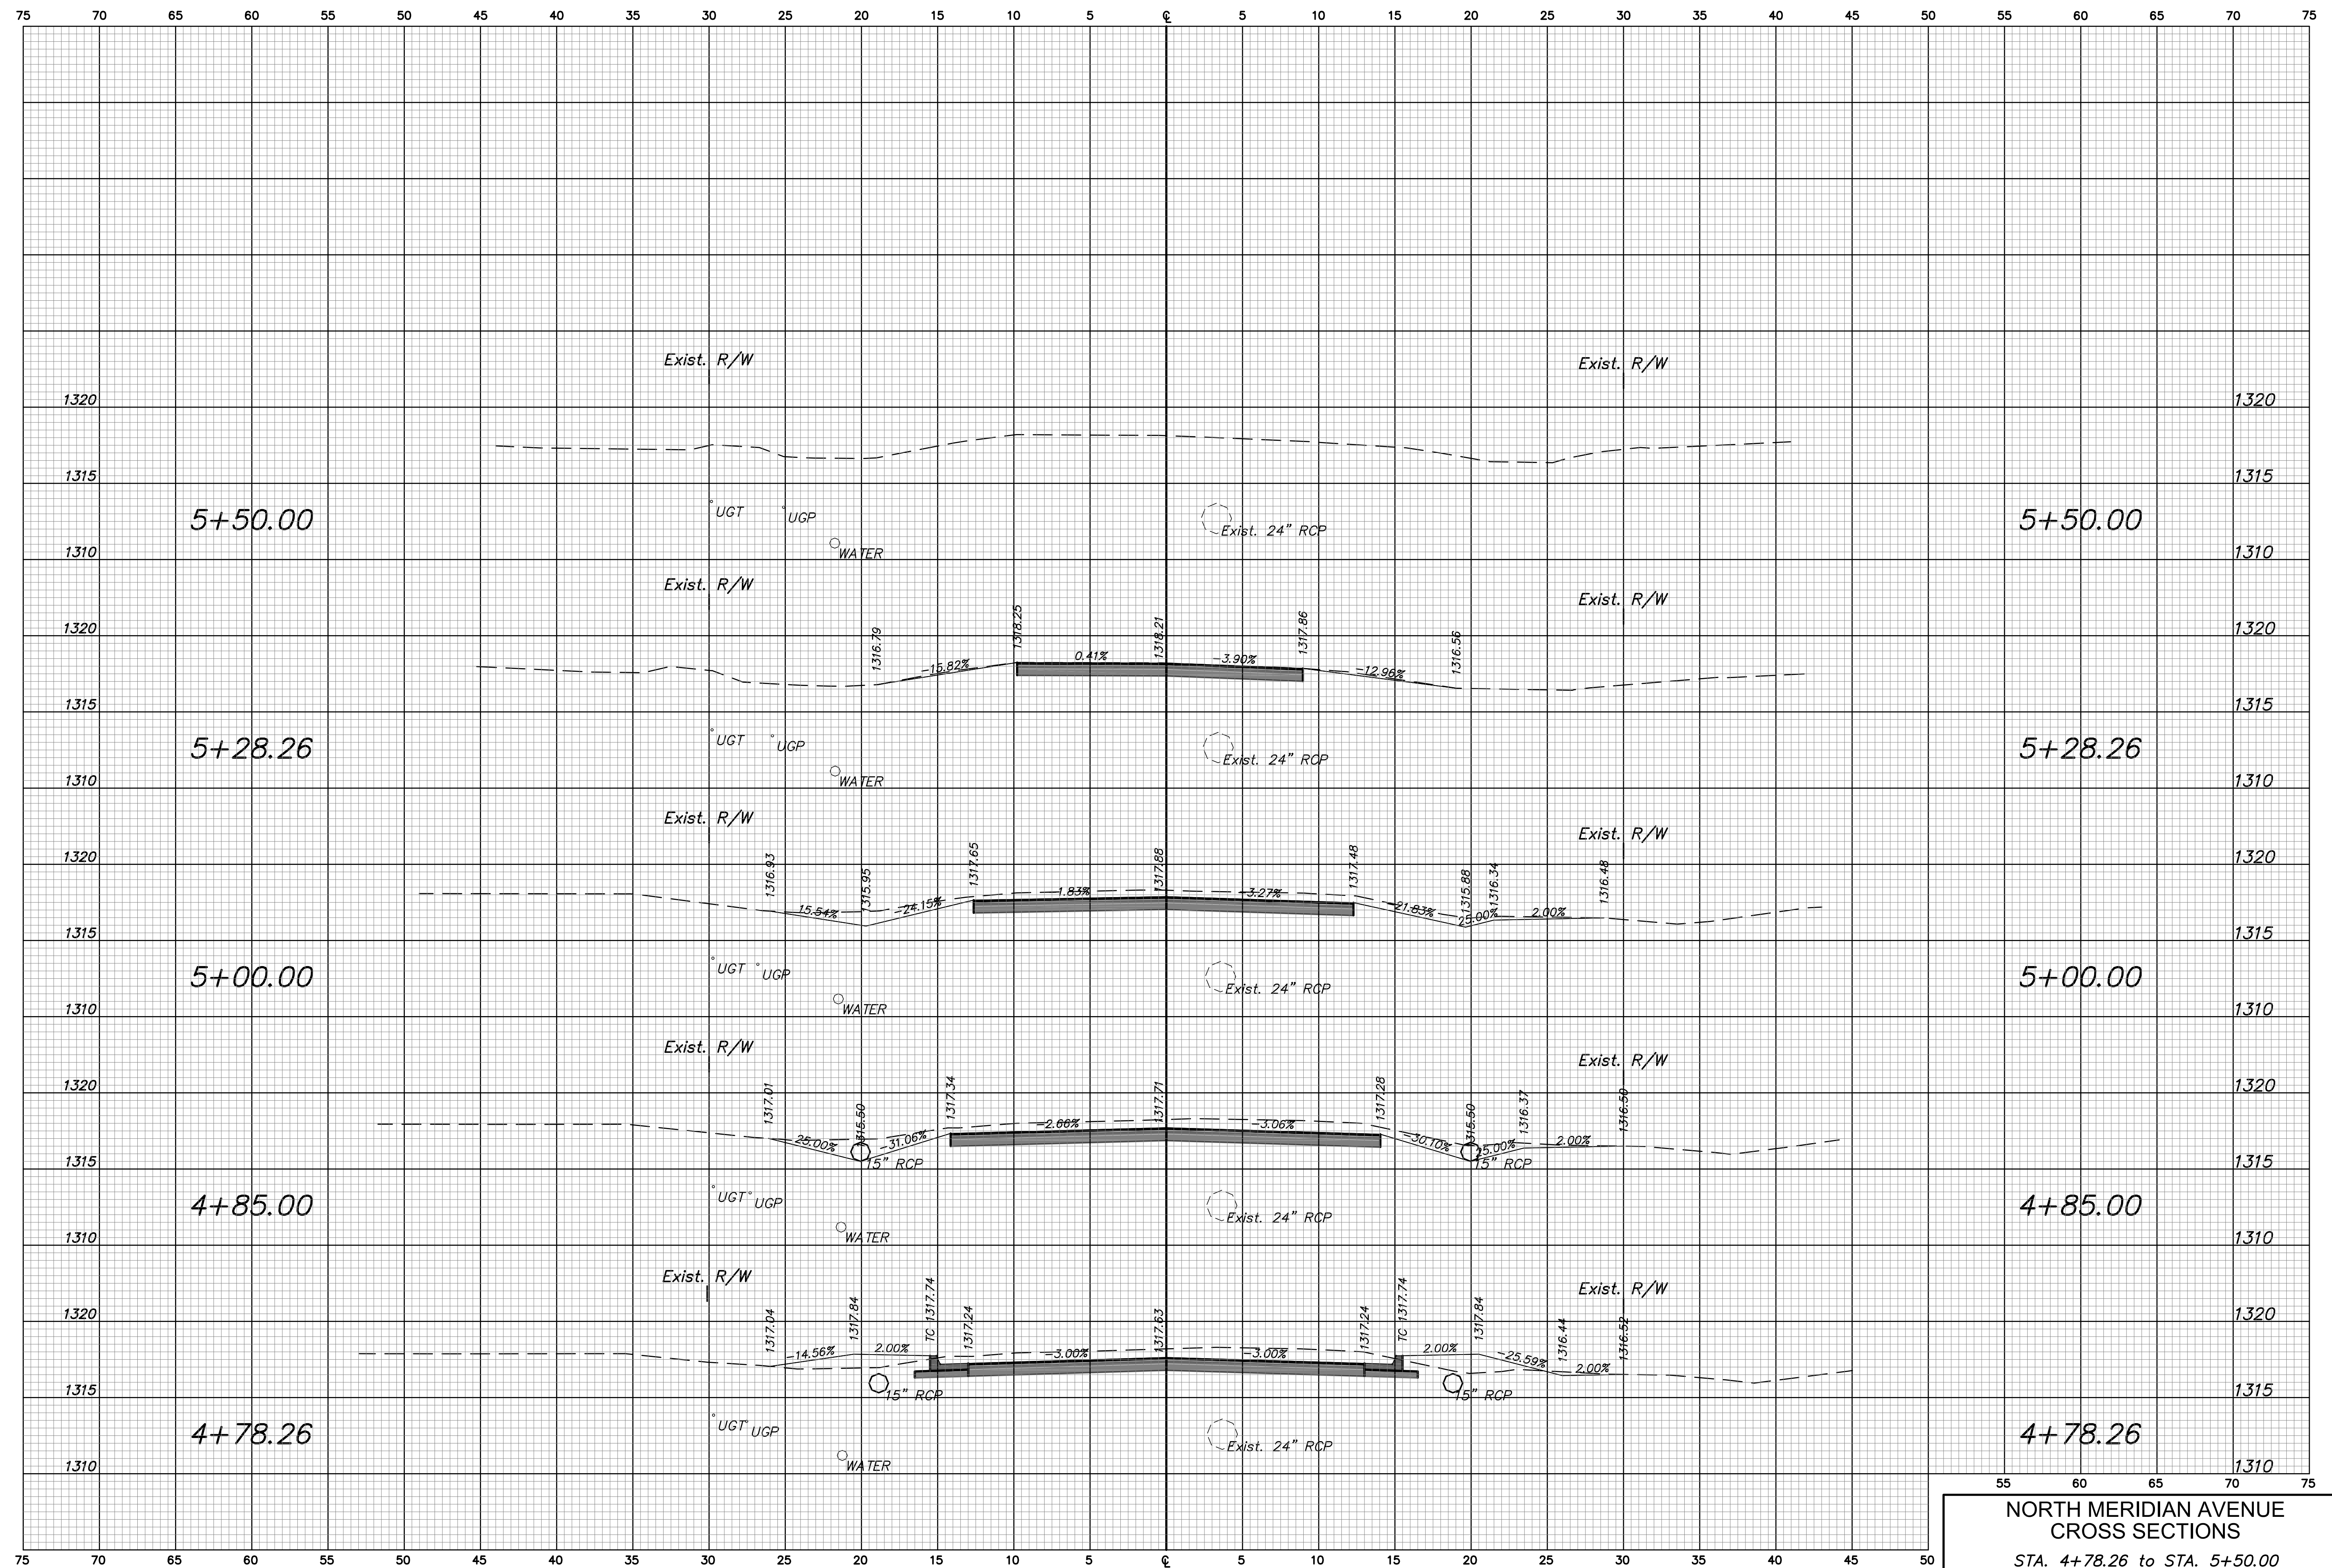 75 70 65 60 55 50 45 40 35 30 25 20 15 10 5 ℄ 5 10 15 20 25 30 35 40 45 50 55 60 65 70 75
Exist. R/W Exist. R/W
1320 1320
1315 1315
5+50.00 UGT UGP Exist. 24" RCP 5+50.00
1310 WATER 1310
Exist. R/W Exist. R/W
1320 1316.79 1318.25 1318.21 1317.86 1316.56 1320
-15.82% 0.41% -3.90% -12.96%
1315 1315
5+28.26 UGT UGP Exist. 24" RCP 5+28.26
1310 WATER 1310
Exist. R/W Exist. R/W
1320 1316.93 1315.95 1317.65 1317.88 1317.48 1315.88 1316.34 1316.48 1320
15.54% -24.15% -1.83% -3.27% -21.83% 25.00% 2.00%
1315 1315
5+00.00 UGT UGP Exist. 24" RCP 5+00.00
1310 WATER 1310
Exist. R/W Exist. R/W
1320 1317.01 1315.50 1317.34 1317.71 1317.28 1315.50 1316.37 1316.50 1320
25.00% -31.06% -2.66% -3.06% -30.10% 25.00% 2.00%
1315 15" RCP 15" RCP 1315
4+85.00 UGT UGP Exist. 24" RCP 4+85.00
1310 WATER 1310
Exist. R/W Exist. R/W
1320 1317.04 1317.84 TC 1317.74 1317.24 1317.63 1317.24 TC 1317.74 1317.84 1316.44 1316.52 1320
-14.56% 2.00% -3.00% -3.00% 2.00% -25.59% 2.00%
1315 15" RCP 15" RCP 1315
4+78.26 UGT UGP Exist. 24" RCP 4+78.26
1310 WATER 1310
55 60 65 70 75
NORTH MERIDIAN AVENUE
CROSS SECTIONS
STA. 4+78.26 to STA. 5+50.00
75 70 65 60 55 50 45 40 35 30 25 20 15 10 5 ℄ 5 10 15 20 25 30 35 40 45 50